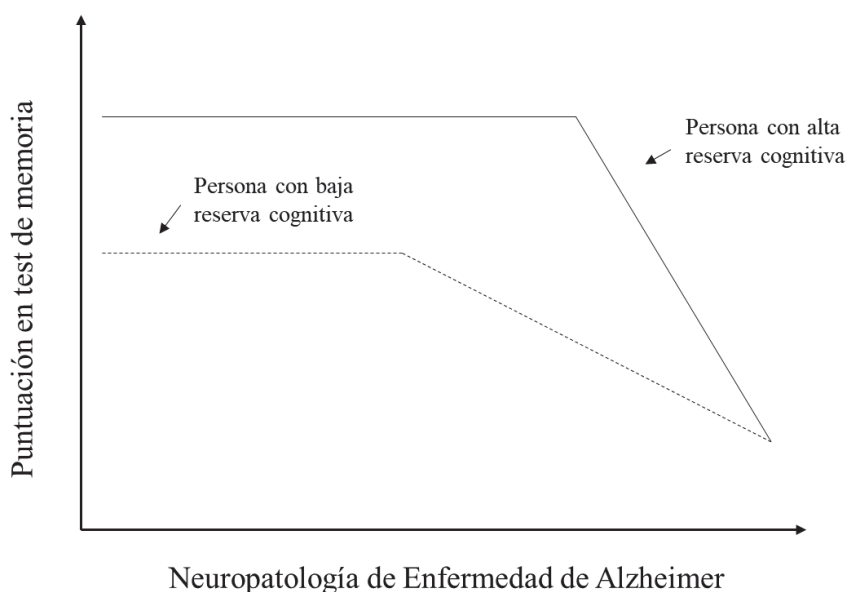 Puntuación en test de memoria
Persona con alta
reserva cognitiva
Persona con baja
reserva cognitiva
Neuropatología de Enfermedad de Alzheimer